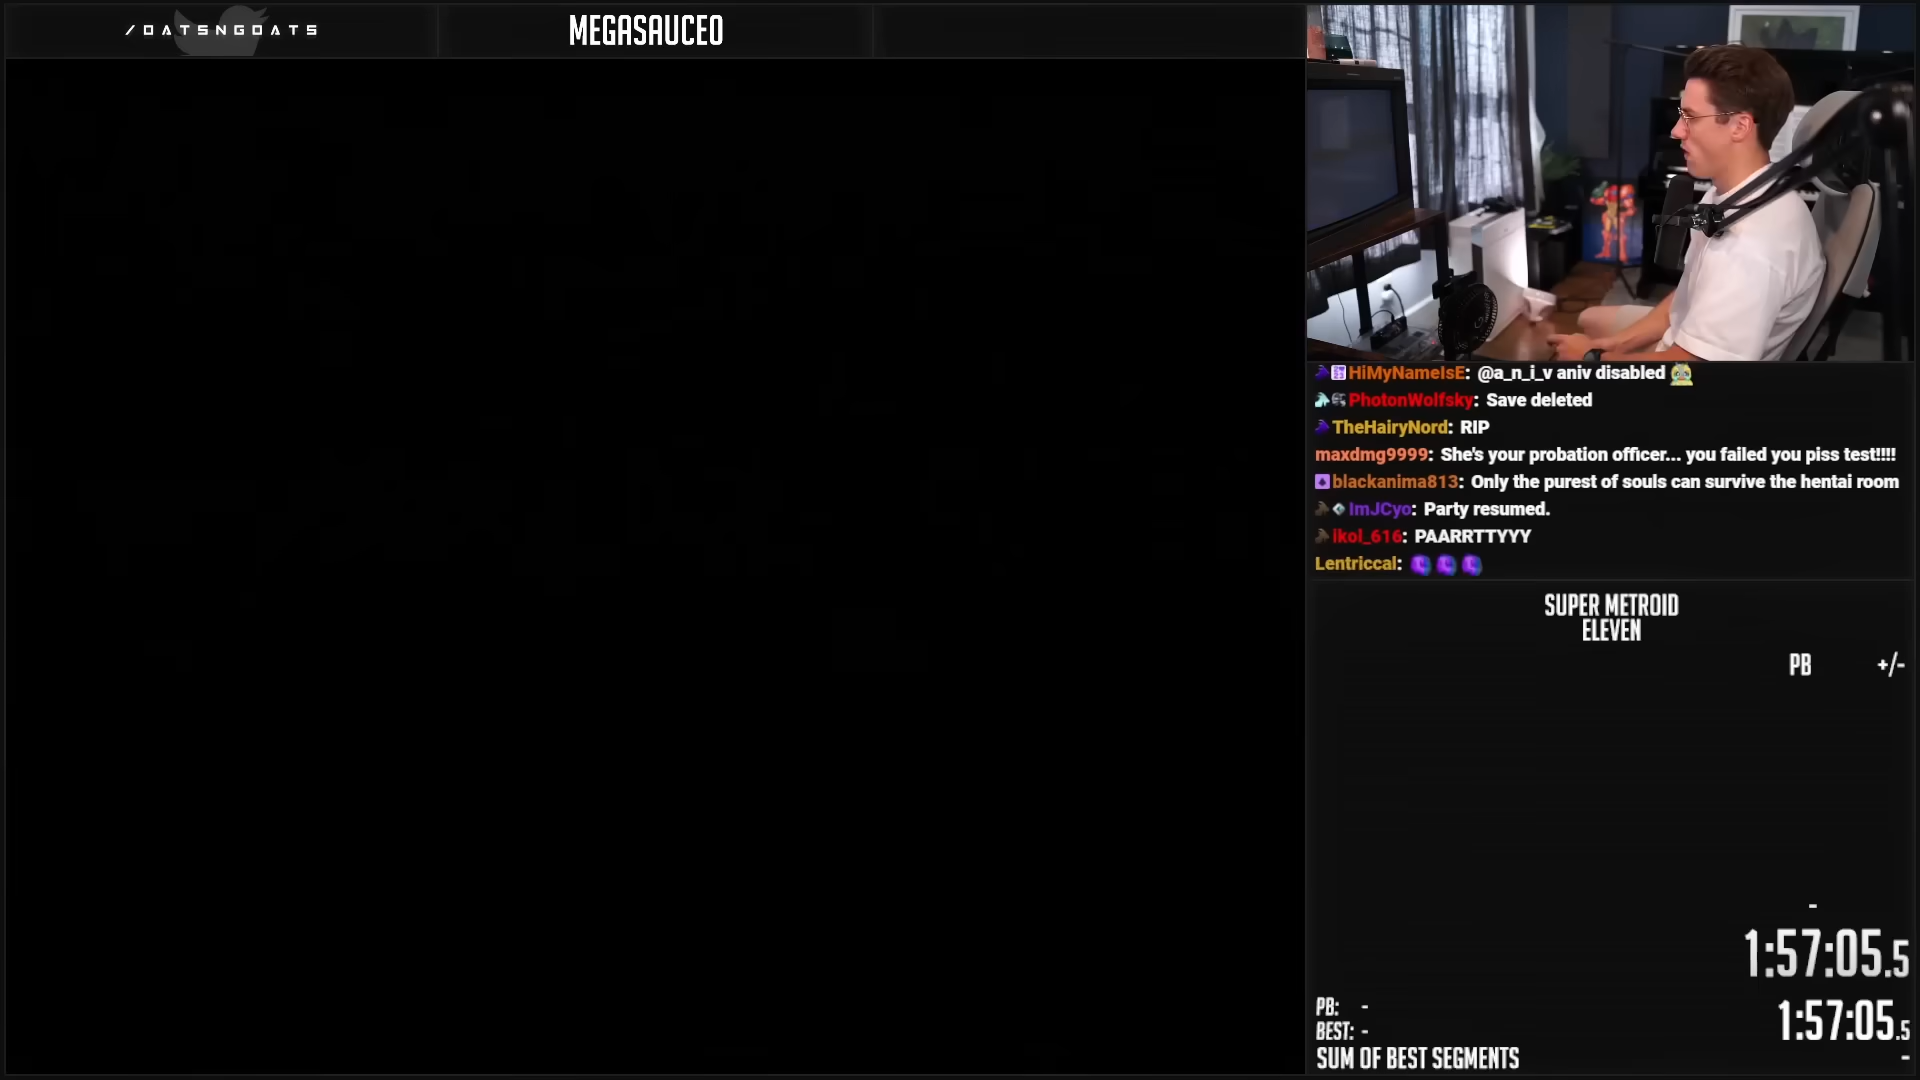 /OATSNGOATS
MEGASAUCEO
HiMyNameIsE: @a_n_i_v aniv disabled
PhotonWolfsky: Save deleted
TheHairyNord: RIP
maxdmg9999: She's your probation officer... you failed you piss test!!!!
blackanima813: Only the purest of souls can survive the hentai room
ImJCyo: Party resumed.
ikol_616: PAARRTTYYY
Lentriccal:
SUPER METROID
ELEVEN
PB +/-
-
1:57:05.5
PB: -
1:57:05.5
BEST: -
SUM OF BEST SEGMENTS -